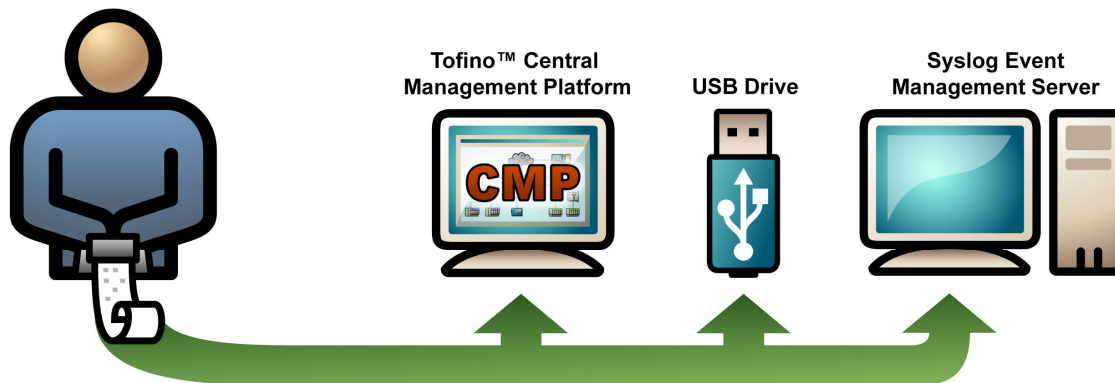 Tofino™ Central
Management Platform
USB Drive
Syslog Event
Management Server
CMP